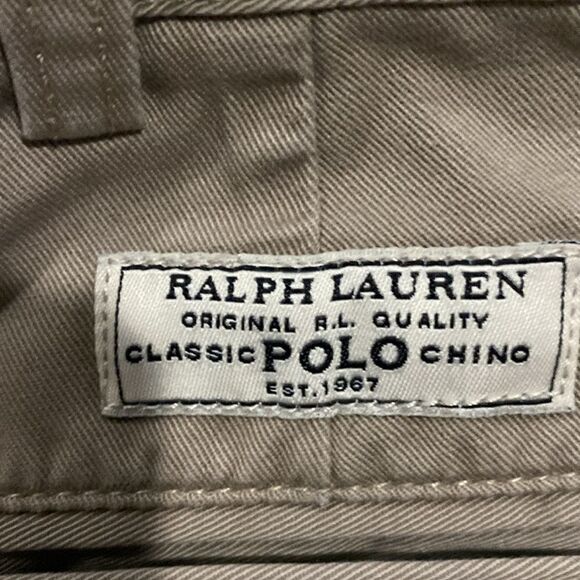 RALPH LAUREN
ORIGINAL R.L. QUALITY
CLASSIC POLO CHINO
EST. 1967